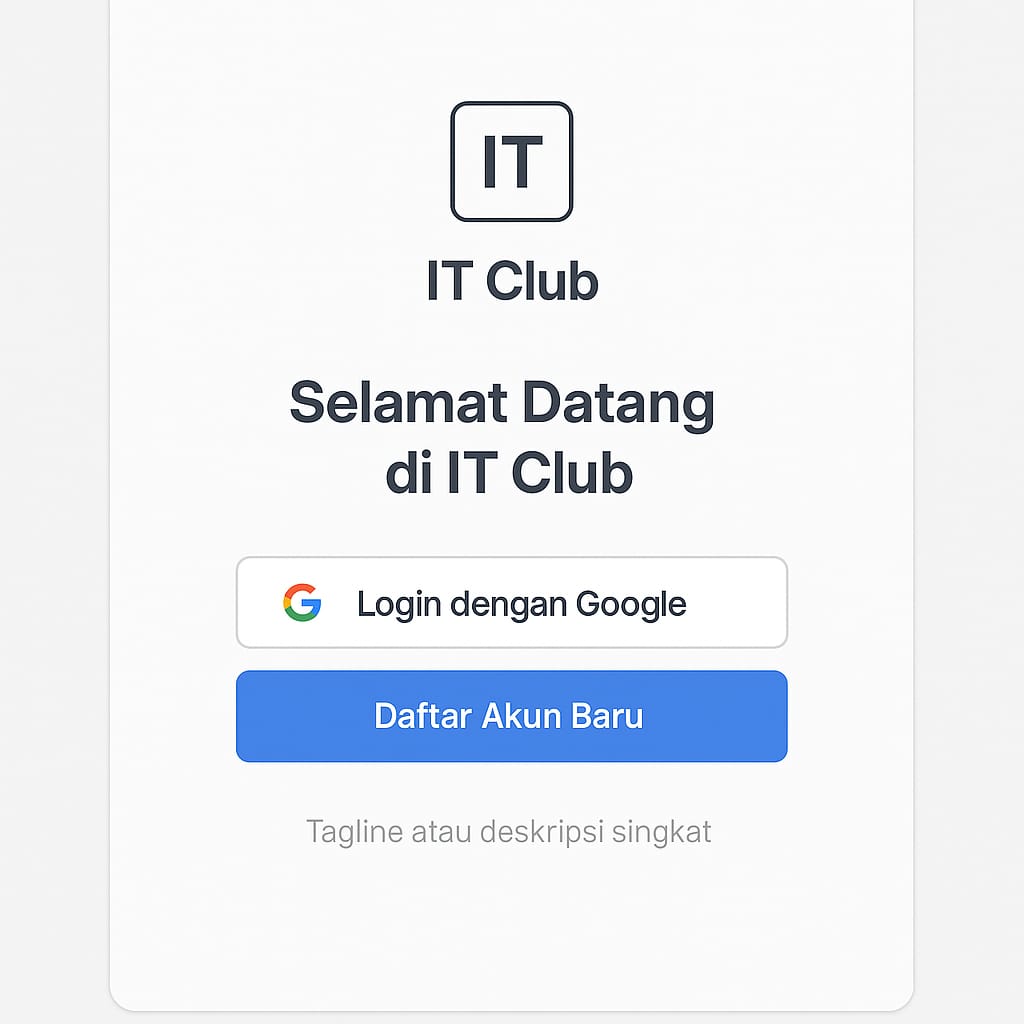 IT
IT Club
Selamat Datang
di IT Club
Login dengan Google
Daftar Akun Baru
Tagline atau deskripsi singkat